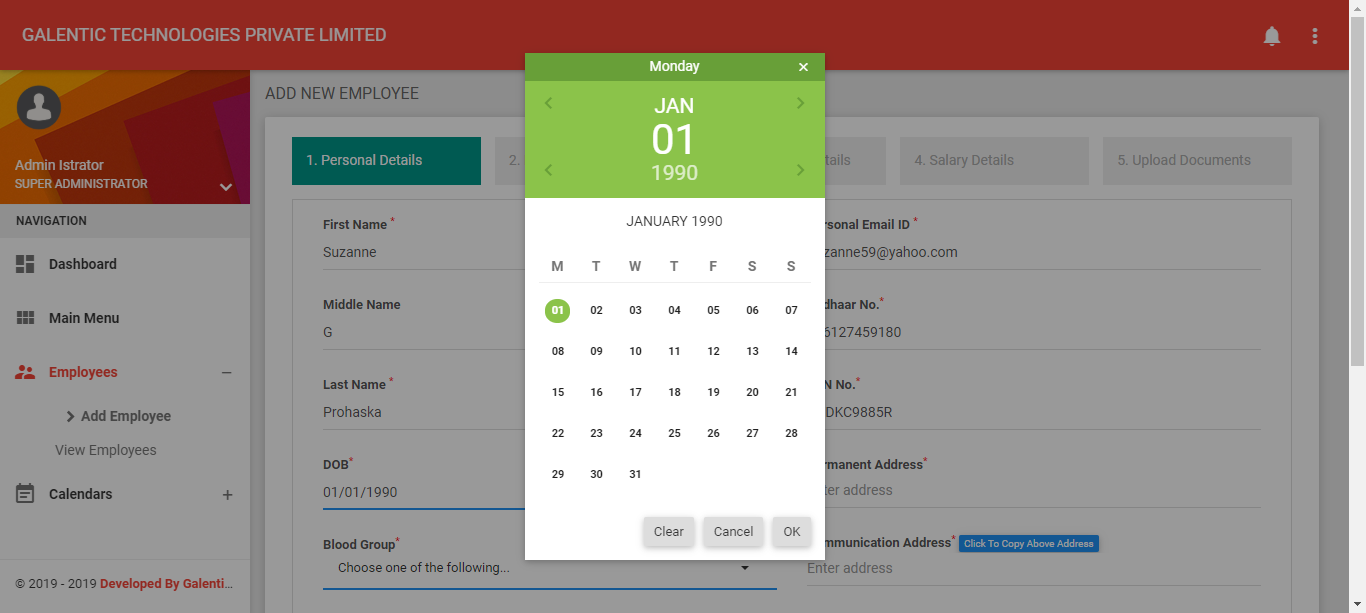 GALENTIC TECHNOLOGIES PRIVATE LIMITED
Admin Istrator
SUPER ADMINISTRATOR
NAVIGATION
Dashboard
Main Menu
Employees
Add Employee
View Employees
Calendars
© 2019 - 2019 Developed By Galenti...
ADD NEW EMPLOYEE
1. Personal Details
2.
4. Salary Details
5. Upload Documents
First Name *
Suzanne
Middle Name
G
Last Name *
Prohaska
DOB*
01/01/1990
Blood Group*
Choose one of the following...
Monday ×
JAN
01
1990
JANUARY 1990
M T W T F S S
01 02 03 04 05 06 07
08 09 10 11 12 13 14
15 16 17 18 19 20 21
22 23 24 25 26 27 28
29 30 31
Clear Cancel OK
Email ID *
zanne59@yahoo.com
No.*
6127459180
No.*
DKC9885R
Address*
address
Address* Click To Copy Above Address
Enter address